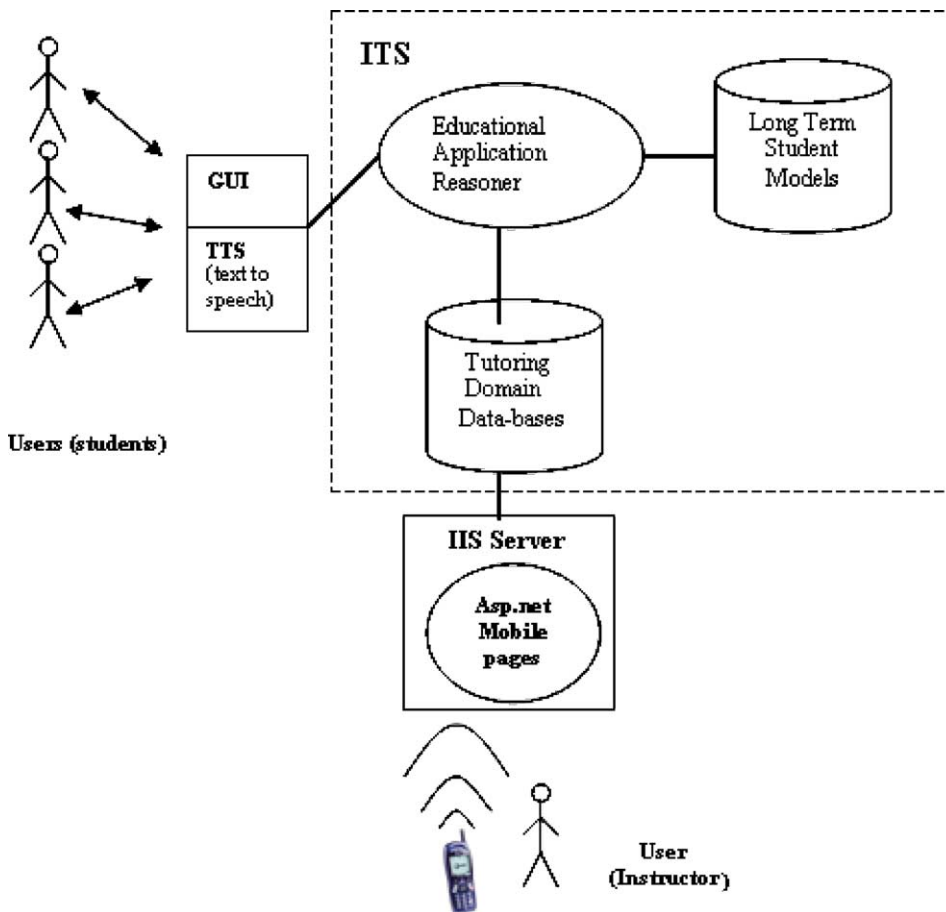 ITS
Educational
Application
Reasoner
Long Term
Student
Models
GUI
TTS
(text to
speech)
Tutoring
Domain
Data-bases
Users (students)
IIS Server
Asp.net
Mobile
pages
User
(Instructor)